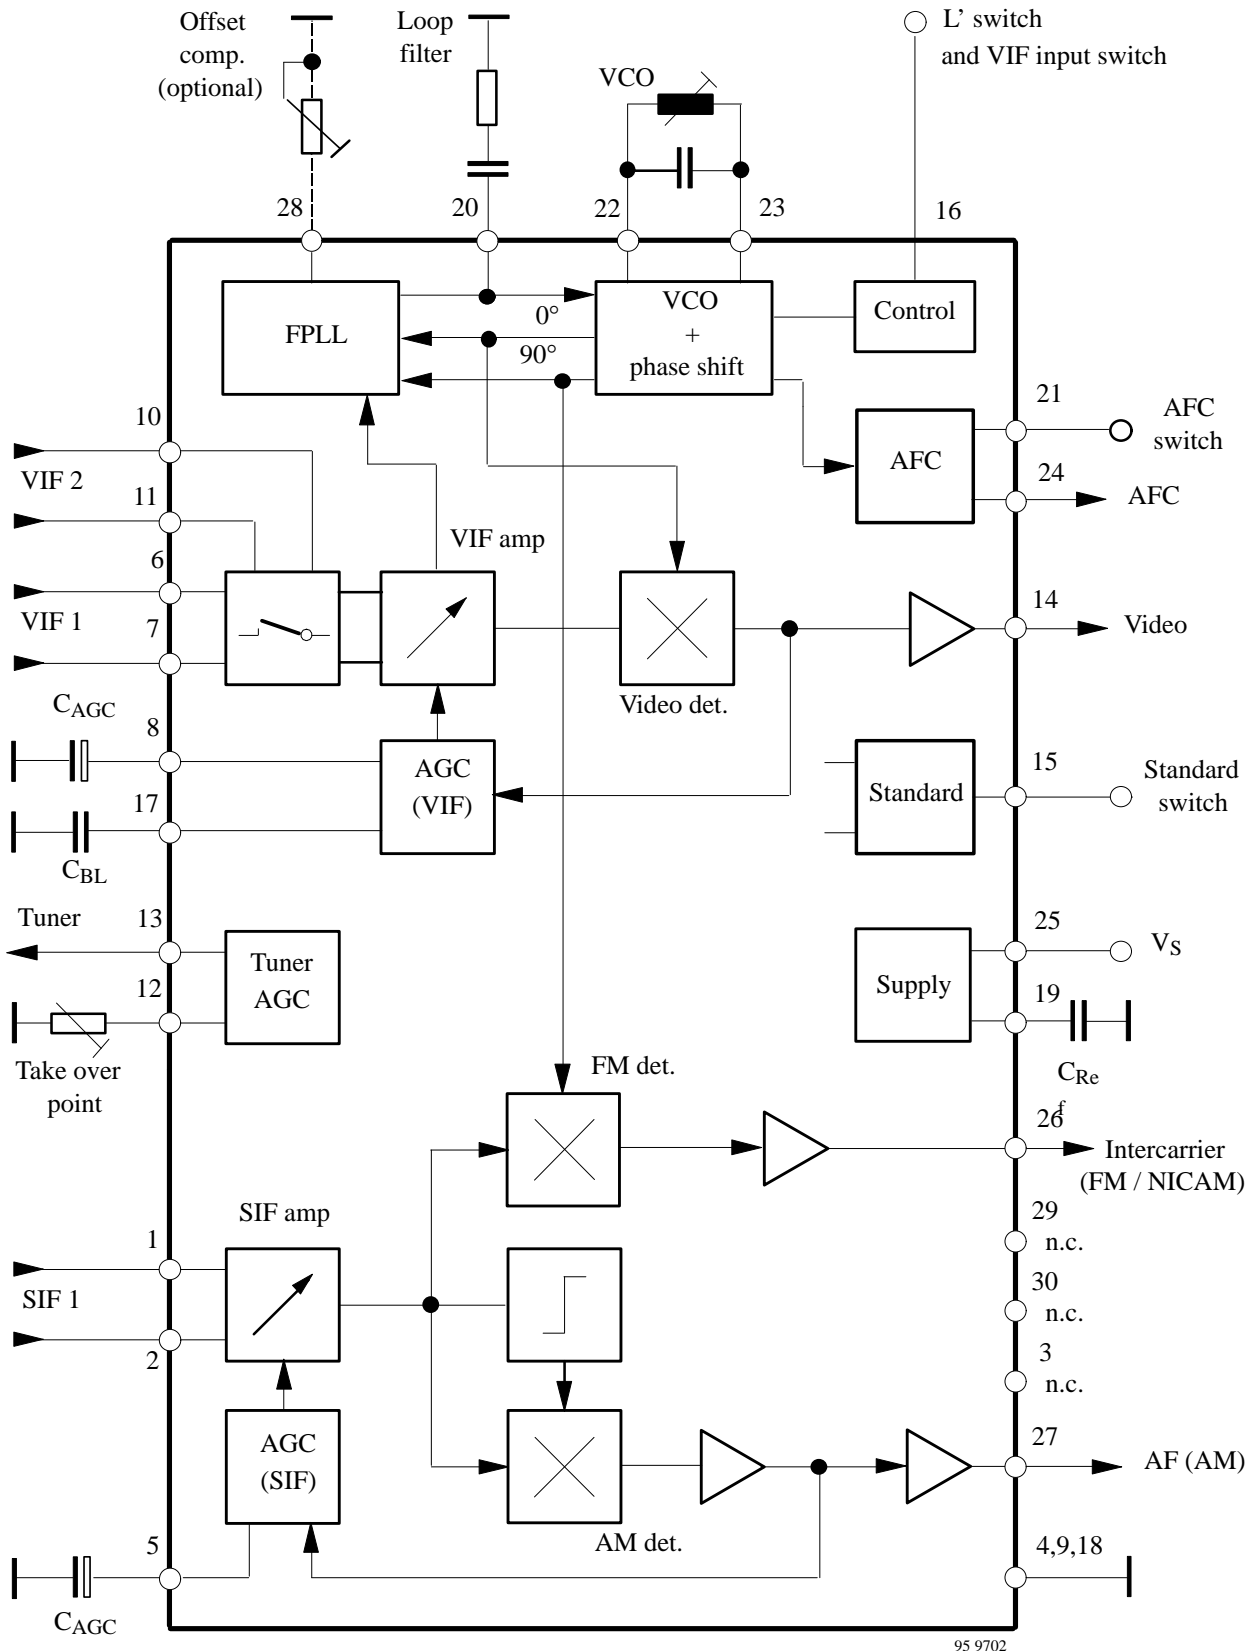 Offset
comp.
(optional)
Loop
filter
VCO
L' switch
and VIF input switch
28
20
22
23
16
FPLL
0°
90°
VCO
+
phase shift
Control
10
VIF 2
11
6
VIF 1
7
VIF amp
AFC
21
AFC
switch
24
AFC
14
Video
Video det.
CAGC
8
17
CBL
AGC
(VIF)
Standard
15
Standard
switch
Tuner
13
12
Tuner
AGC
Take over
point
Supply
25
VS
19
CRe
f
FM det.
26
Intercarrier
(FM / NICAM)
29
n.c.
30
n.c.
3
n.c.
SIF amp
1
SIF 1
2
AGC
(SIF)
5
CAGC
AM det.
27
AF (AM)
4,9,18
95 9702